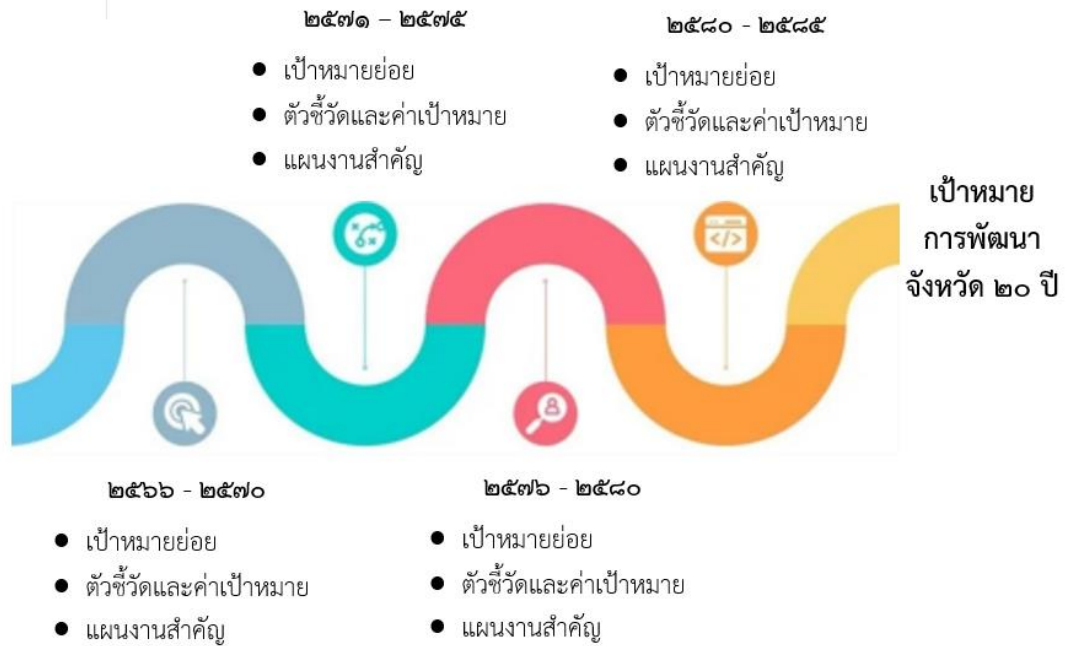 ๒๕๗๑ – ๒๕๗๕
● เป้าหมายย่อย
● ตัวชี้วัดและค่าเป้าหมาย
● แผนงานสำคัญ
๒๕๘๐ - ๒๕๘๕
● เป้าหมายย่อย
● ตัวชี้วัดและค่าเป้าหมาย
● แผนงานสำคัญ
เป้าหมาย
การพัฒนา
จังหวัด ๒๐ ปี
</>
๒๕๖๖ - ๒๕๗๐
● เป้าหมายย่อย
● ตัวชี้วัดและค่าเป้าหมาย
● แผนงานสำคัญ
๒๕๗๖ - ๒๕๘๐
● เป้าหมายย่อย
● ตัวชี้วัดและค่าเป้าหมาย
● แผนงานสำคัญ